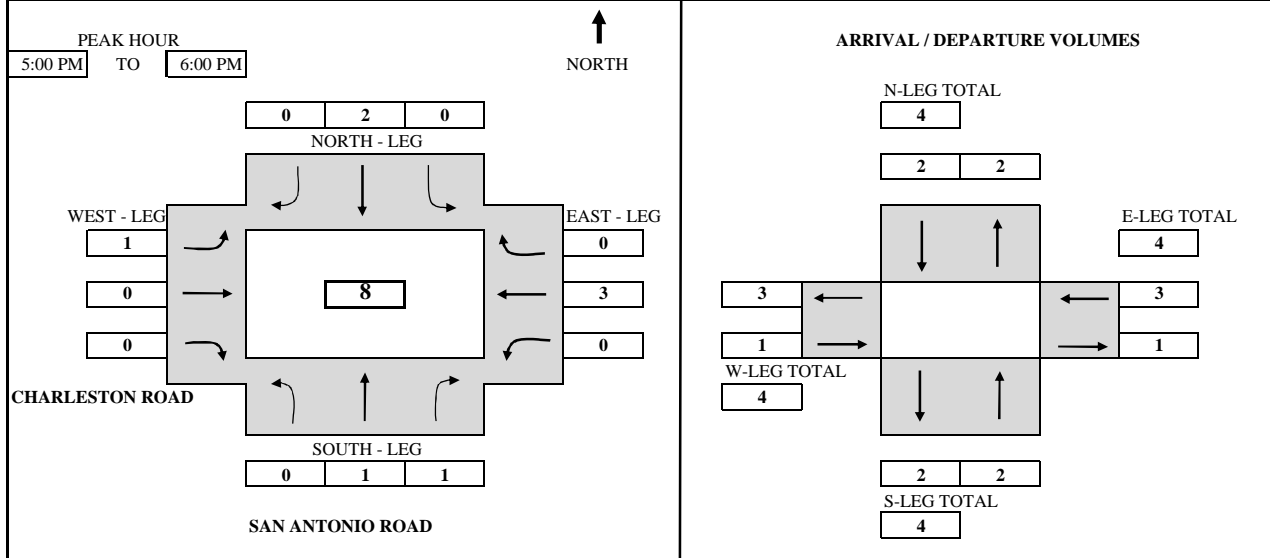 PEAK HOUR
5:00 PM TO 6:00 PM
NORTH
0 2 0
NORTH - LEG
WEST - LEG
EAST - LEG
1
0
0
8
3
0
0
CHARLESTON ROAD
SOUTH - LEG
0 1 1
SAN ANTONIO ROAD
ARRIVAL / DEPARTURE VOLUMES
N-LEG TOTAL
4
2 2
E-LEG TOTAL
4
3
3
1
1
W-LEG TOTAL
4
2 2
S-LEG TOTAL
4